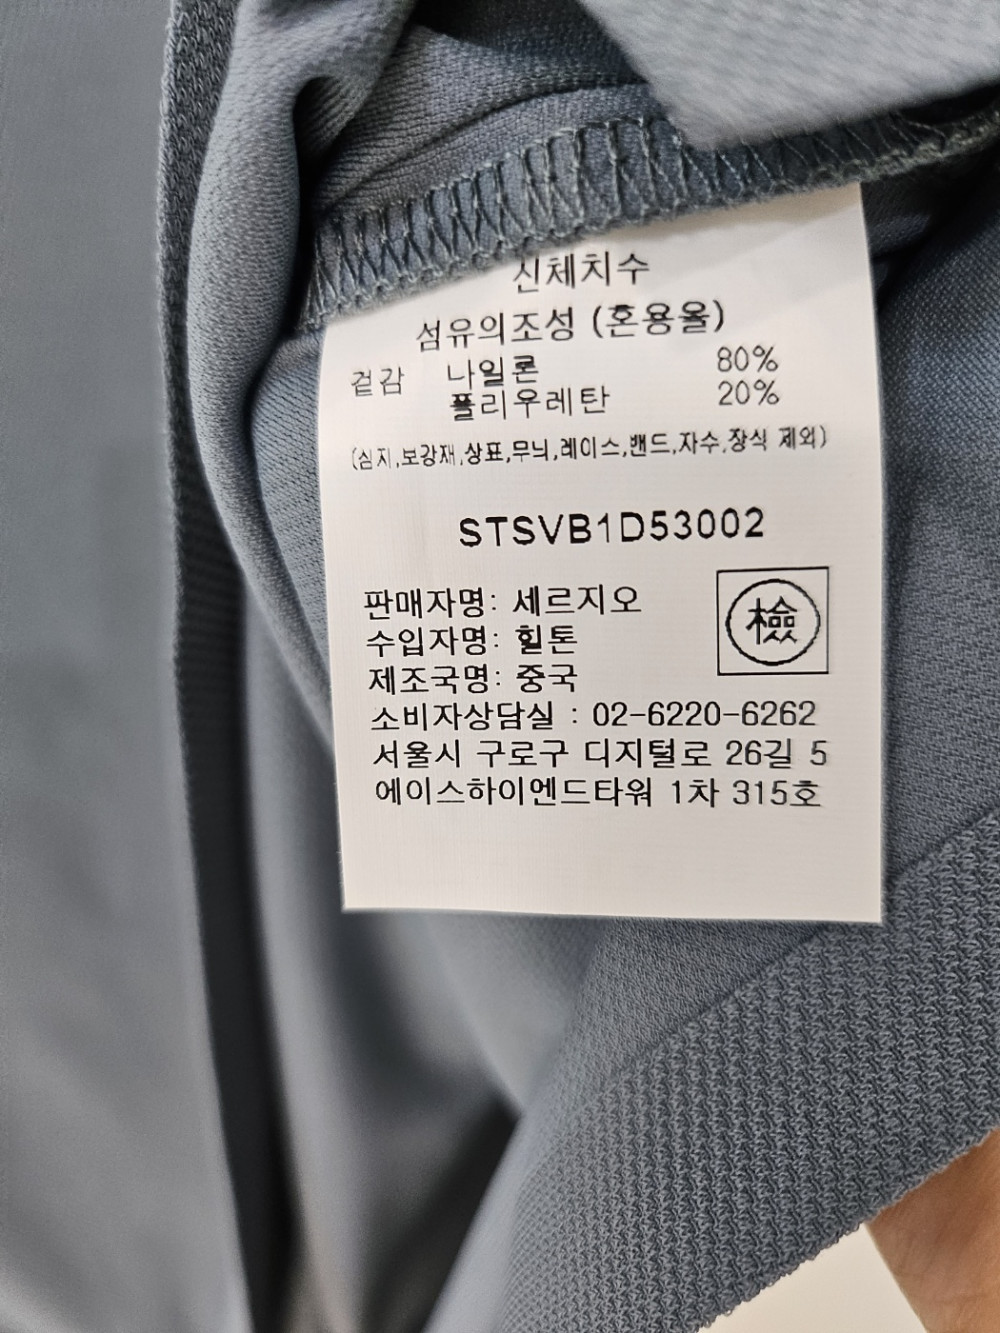 신체치수
섬유의조성 (혼용율)
겉감 나일론 80%
폴리우레탄 20%
(심지,보강재,상표,무늬,레이스,밴드,자수,장식 제외)
STSVB1D53002
판매자명: 세르지오
檢
수입자명: 힐튼
제조국명: 중국
소비자상담실 : 02-6220-6262
서울시 구로구 디지털로 26길 5
에이스하이엔드타워 1차 315호